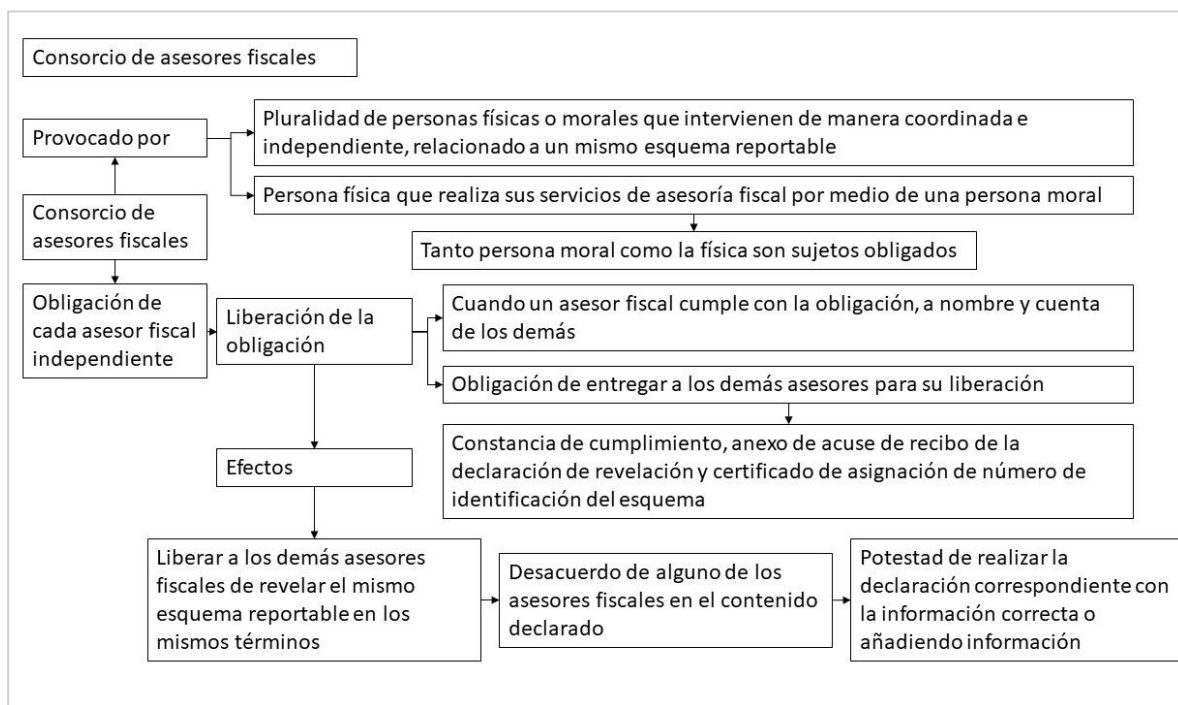 Consorcio de asesores fiscales
Provocado por
Pluralidad de personas físicas o morales que intervienen de manera coordinada e
independiente, relacionado a un mismo esquema reportable
Persona física que realiza sus servicios de asesoría fiscal por medio de una persona moral
Consorcio de
asesores fiscales
Tanto persona moral como la física son sujetos obligados
Obligación de
cada asesor fiscal
independiente
Liberación de la
obligación
Cuando un asesor fiscal cumple con la obligación, a nombre y cuenta
de los demás
Obligación de entregar a los demás asesores para su liberación
Constancia de cumplimiento, anexo de acuse de recibo de la
declaración de revelación y certificado de asignación de número de
identificación del esquema
Efectos
Liberar a los demás asesores
fiscales de revelar el mismo
esquema reportable en los
mismos términos
Desacuerdo de alguno de los
asesores fiscales en el contenido
declarado
Potestad de realizar la
declaración correspondiente con
la información correcta o
añadiendo información